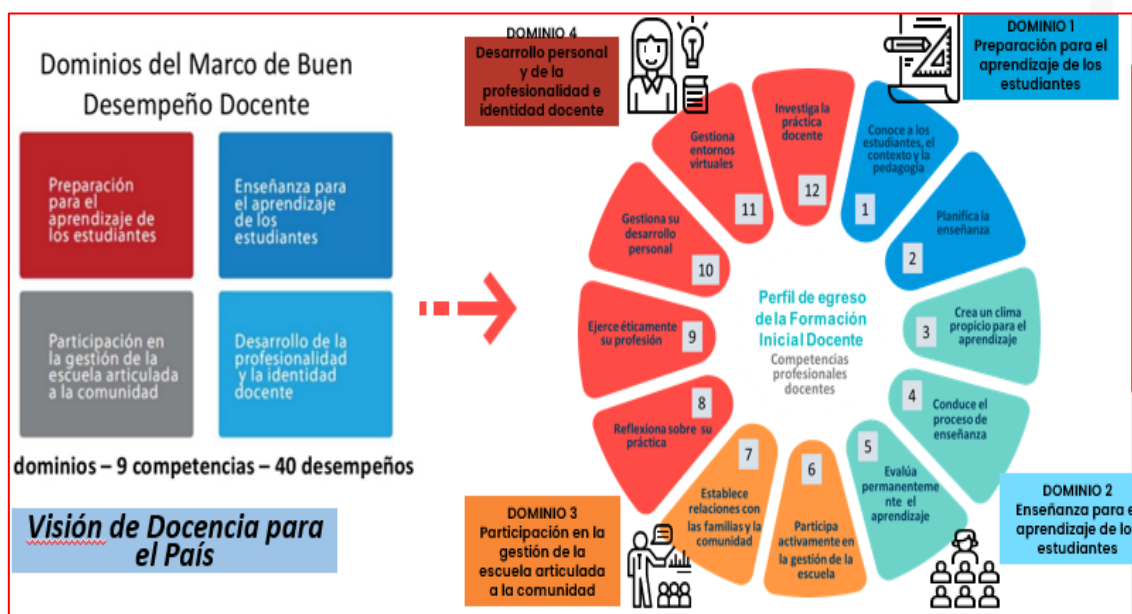 Dominios del Marco de Buen
Desempeño Docente
Preparación
para el
aprendizaje de
los estudiantes
Enseñanza para
el aprendizaje
de los
estudiantes
Participación en
la gestión de la
escuela articulada
a la comunidad
Desarrollo de la
profesionalidad
y la identidad
docente
dominios – 9 competencias – 40 desempeños
Visión de Docencia para
el País
DOMINIO 4
Desarrollo personal
y de la
profesionalidad e
identidad docente
DOMINIO 1
Preparación para el
aprendizaje de los
estudiantes
Conoce a los
estudiantes, el
contexto y la
pedagogía
1
Planifica la
enseñanza
2
Crea un clima
propicio para el
aprendizaje
3
Conduce el
proceso de
enseñanza
4
Evalúa
permanenteme
nte el
aprendizaje
5
Participa
activamente en
la gestión de la
escuela
6
Establece
relaciones con
las familias y la
comunidad
7
Reflexiona sobre su
práctica
8
Ejerce éticamente
su profesión
9
Gestiona su
desarrollo
personal
10
Gestiona
entornos
virtuales
11
Investiga la
práctica
docente
12
Perfil de egreso
de la Formación
Inicial Docente
Competencias
profesionales
docentes
DOMINIO 3
Participación en la
gestión de la
escuela articulada
a la comunidad
DOMINIO 2
Enseñanza para e
aprendizaje de lo
estudiantes